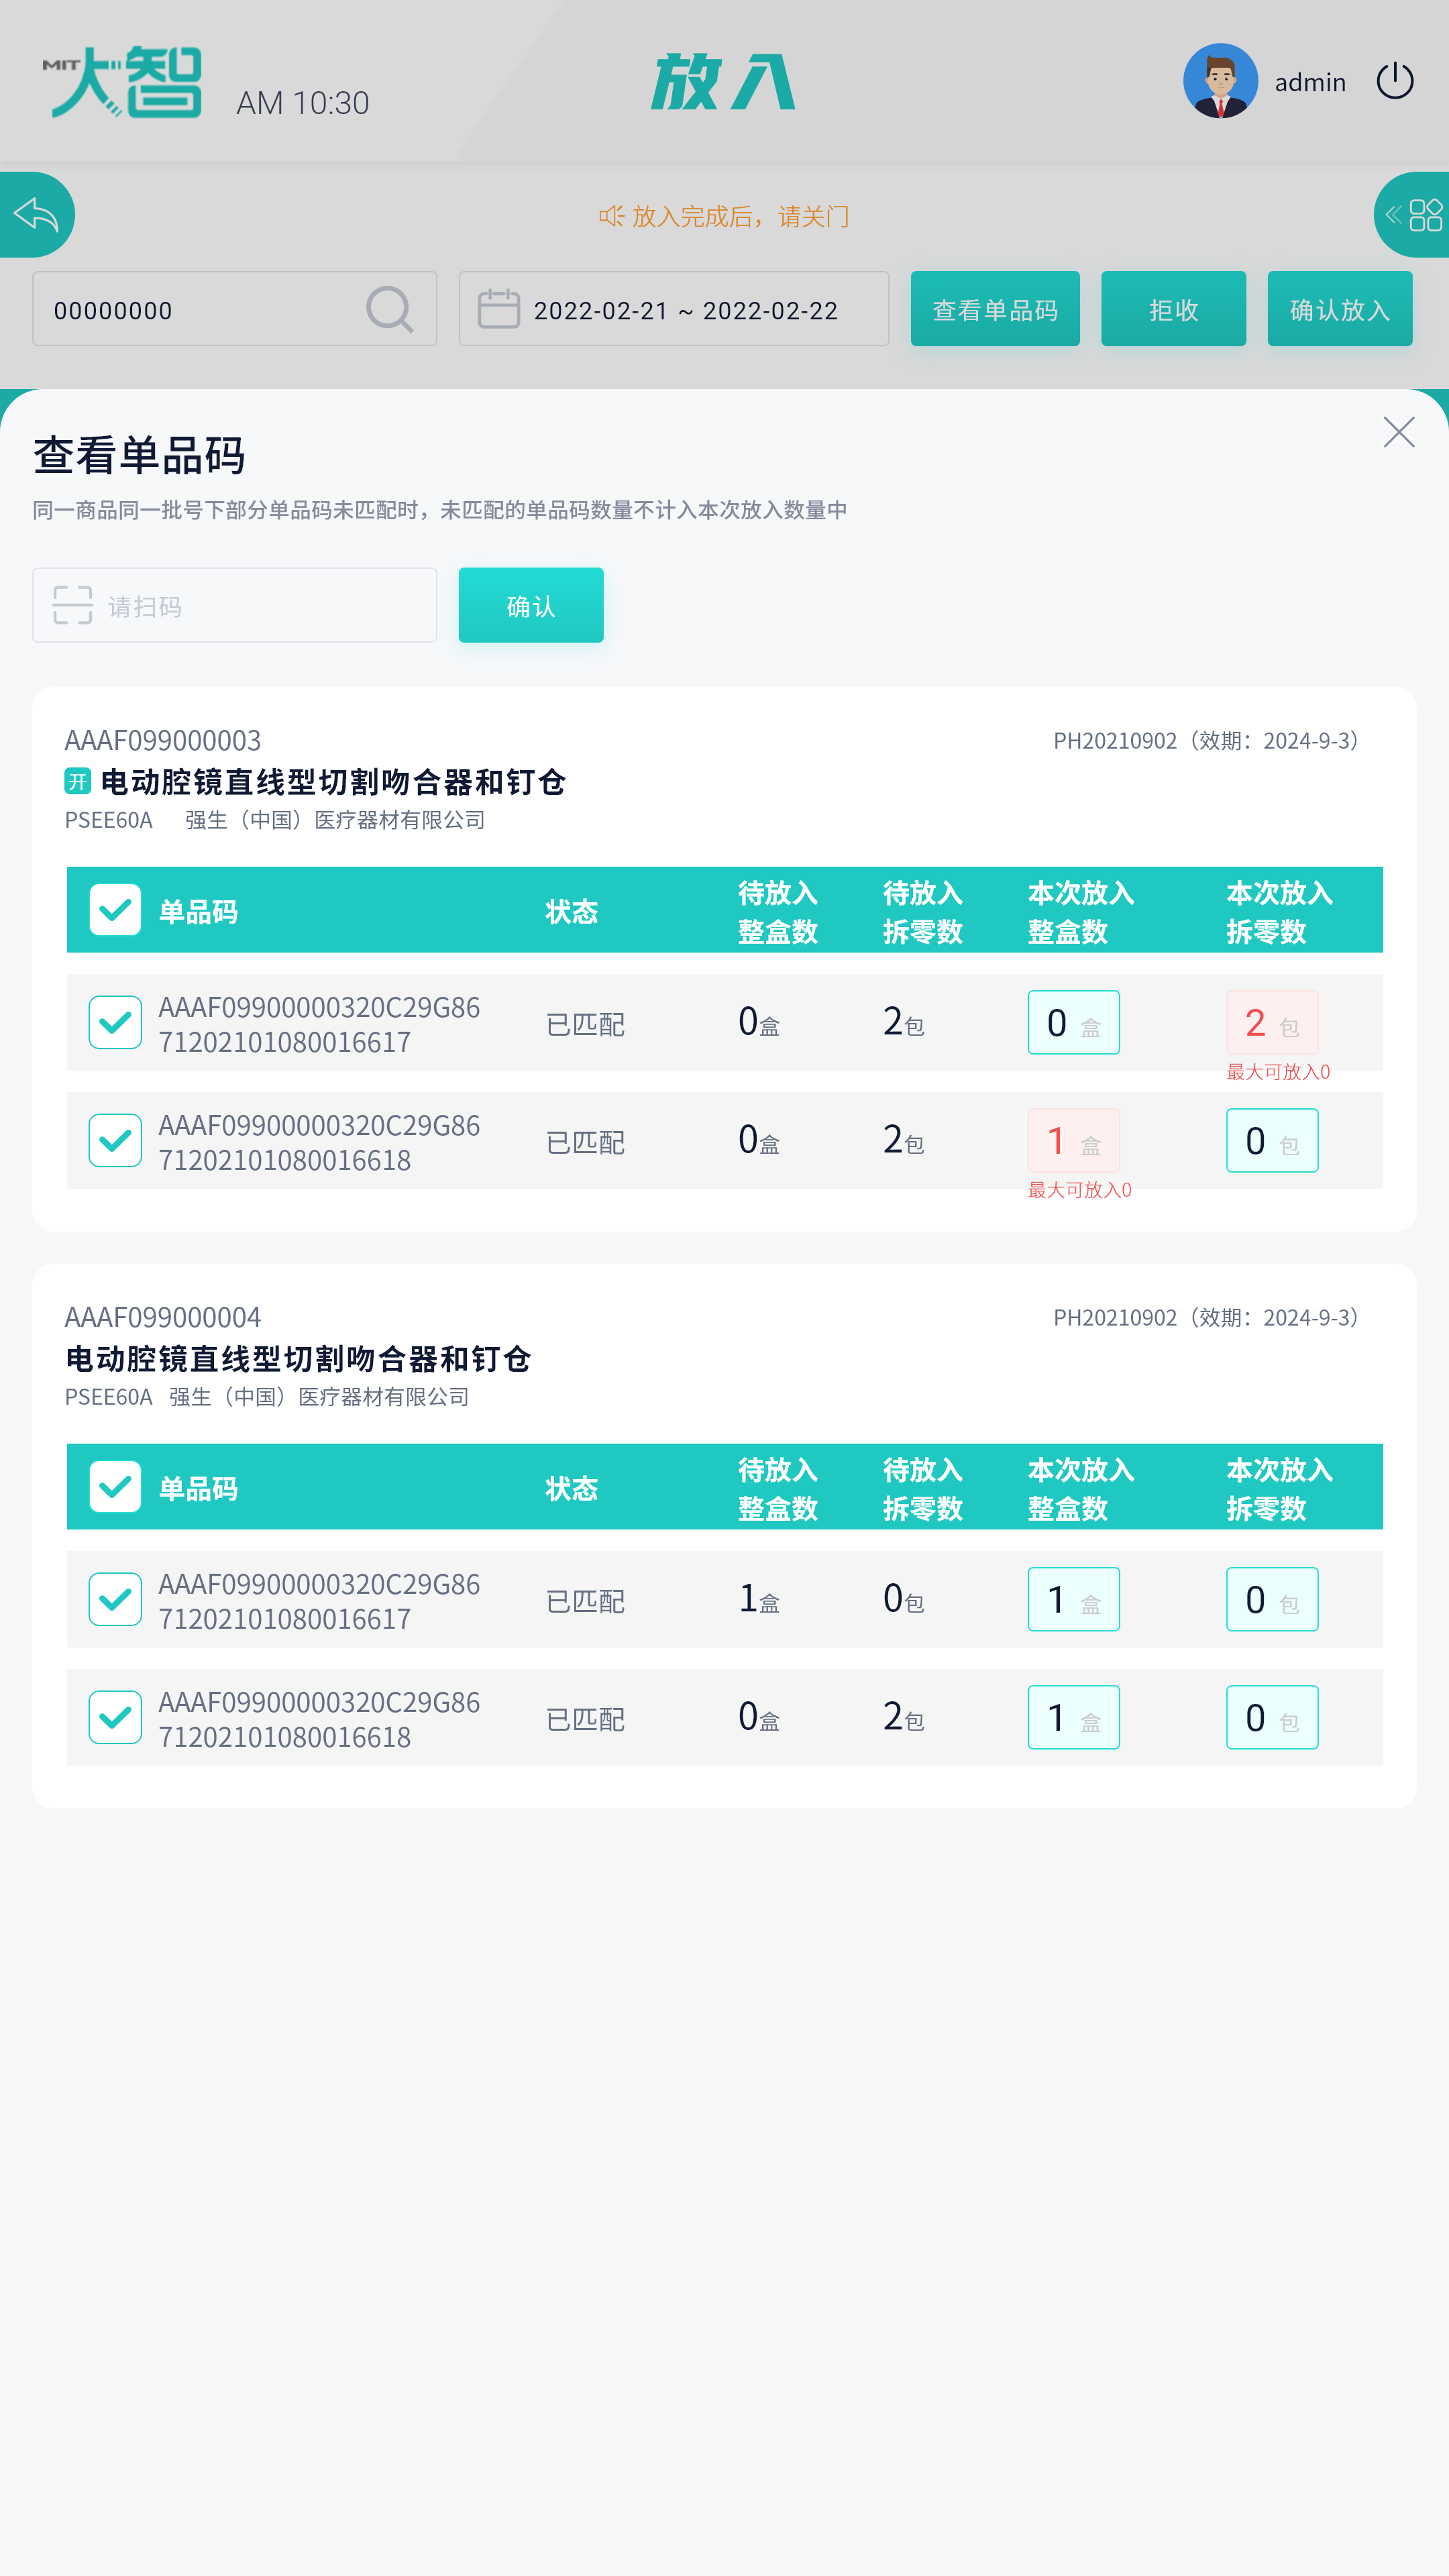 MIT大智
AM 10:30
放入
admin
放入完成后，请关门
00000000
2022-02-21 ~ 2022-02-22
查看单品码
拒收
确认放入
查看单品码
同一商品同一批号下部分单品码未匹配时，未匹配的单品码数量不计入本次放入数量中
请扫码
确认
AAAF099000003
PH20210902（效期：2024-9-3）
开 电动腔镜直线型切割吻合器和钉仓
PSEE60A 强生（中国）医疗器材有限公司
单品码
状态
待放入
整盒数
待放入
拆零数
本次放入
整盒数
本次放入
拆零数
AAAF09900000320C29G86
71202101080016617
已匹配
0盒
2包
0 盒
2 包
最大可放入0
AAAF09900000320C29G86
71202101080016618
已匹配
0盒
2包
1 盒
最大可放入0
0 包
AAAF099000004
PH20210902（效期：2024-9-3）
电动腔镜直线型切割吻合器和钉仓
PSEE60A 强生（中国）医疗器材有限公司
单品码
状态
待放入
整盒数
待放入
拆零数
本次放入
整盒数
本次放入
拆零数
AAAF09900000320C29G86
71202101080016617
已匹配
1盒
0包
1 盒
0 包
AAAF09900000320C29G86
71202101080016618
已匹配
0盒
2包
1 盒
0 包